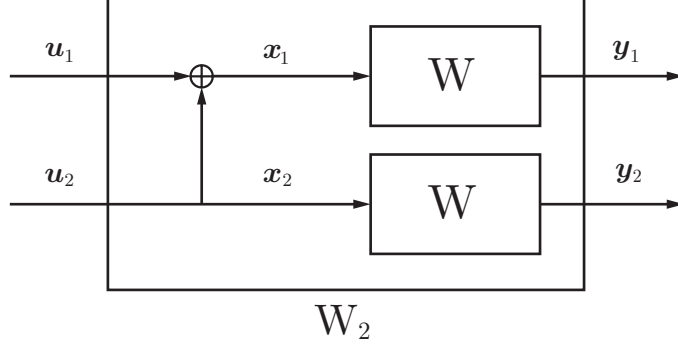 u₁ x₁ W y₁
u₂ x₂ W y₂
W₂